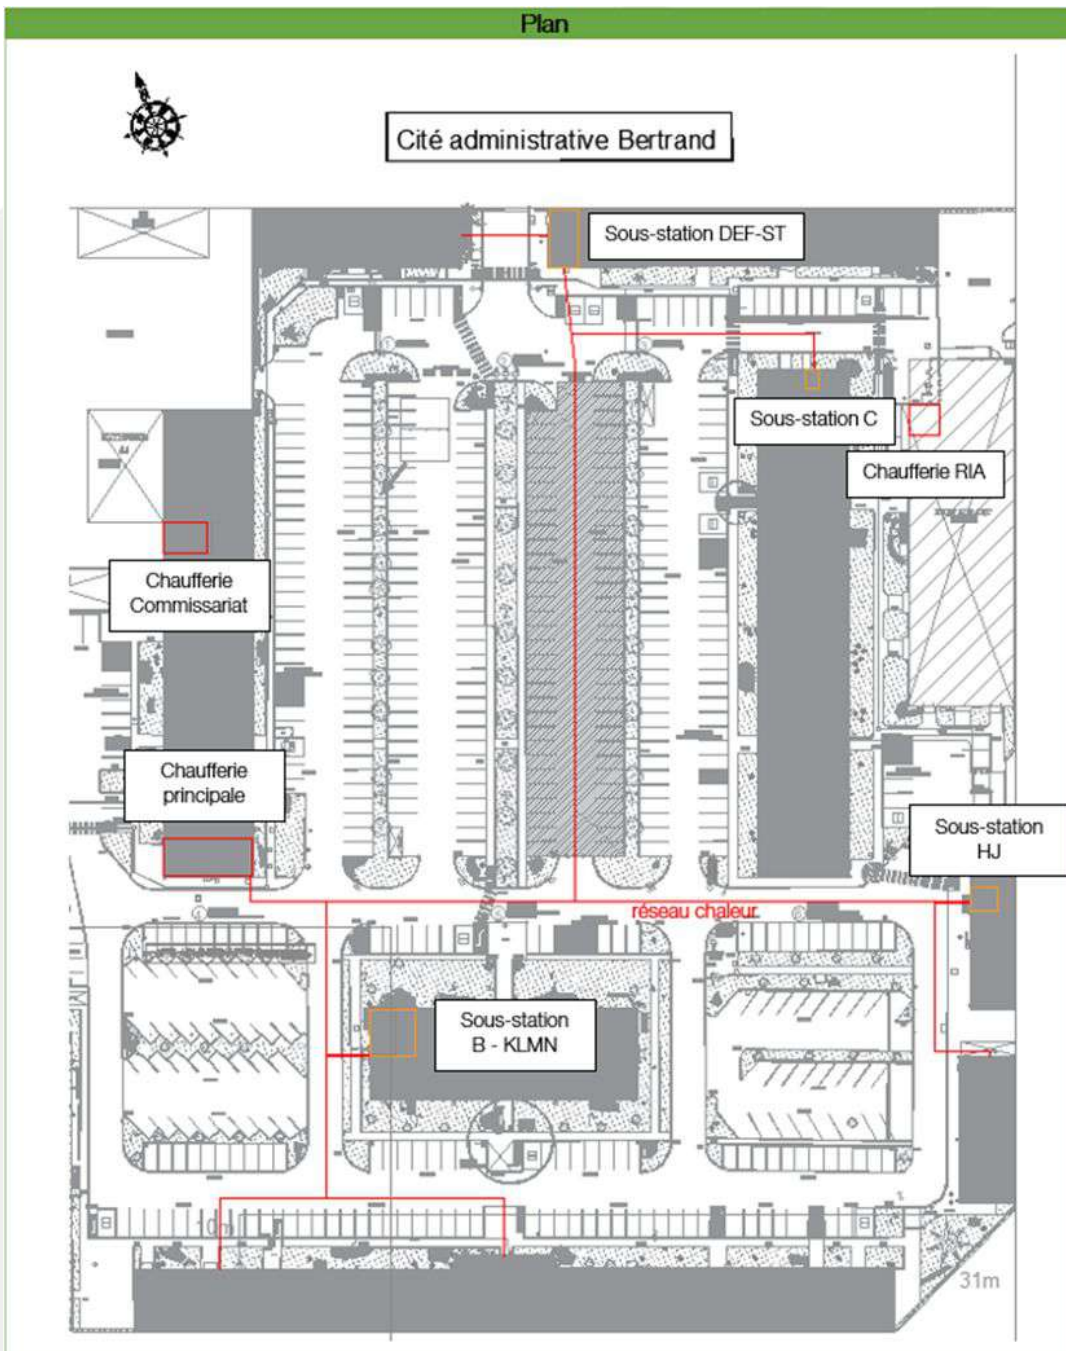 Plan
Cité administrative Bertrand
Sous-station DEF-ST
Sous-station C
Chaufferie RIA
Chaufferie
Commissariat
Chaufferie
principale
Sous-station
HJ
réseau chaleur
Sous-station
B - KLMN
10m
31m